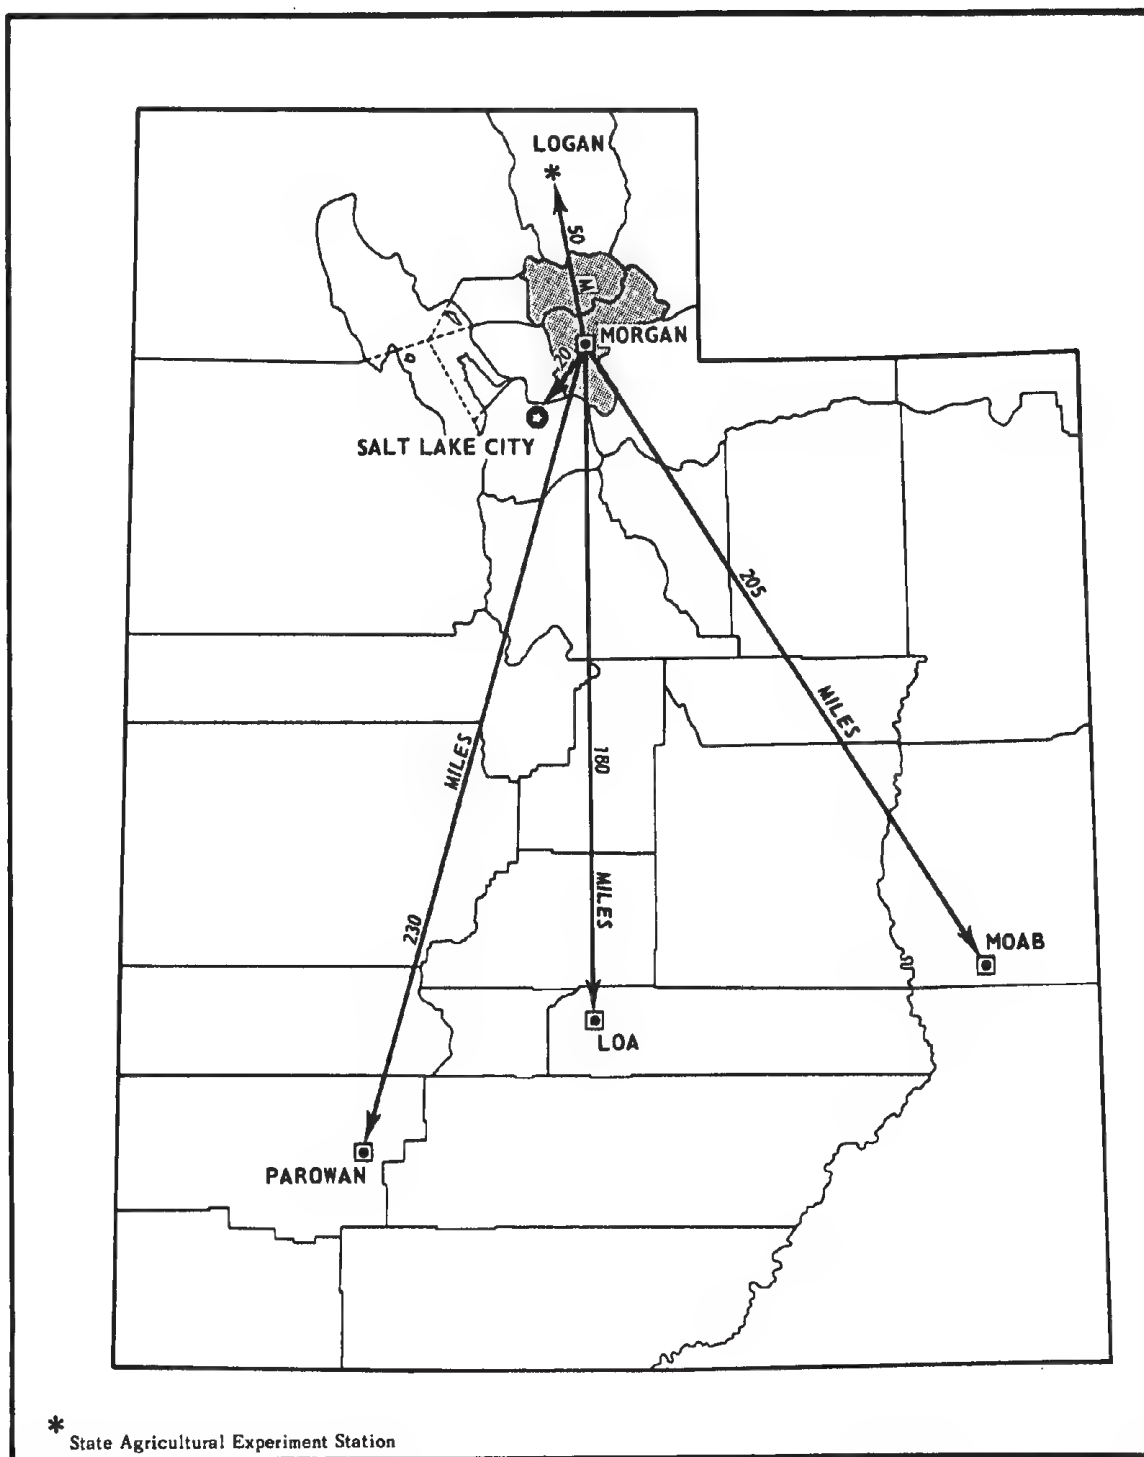 LOGAN
*
50
M
MORGAN
20
SALT LAKE CITY
205
MILES
MILES
180
MILES
230
MOAB
LOA
PAROWAN
* State Agricultural Experiment Station